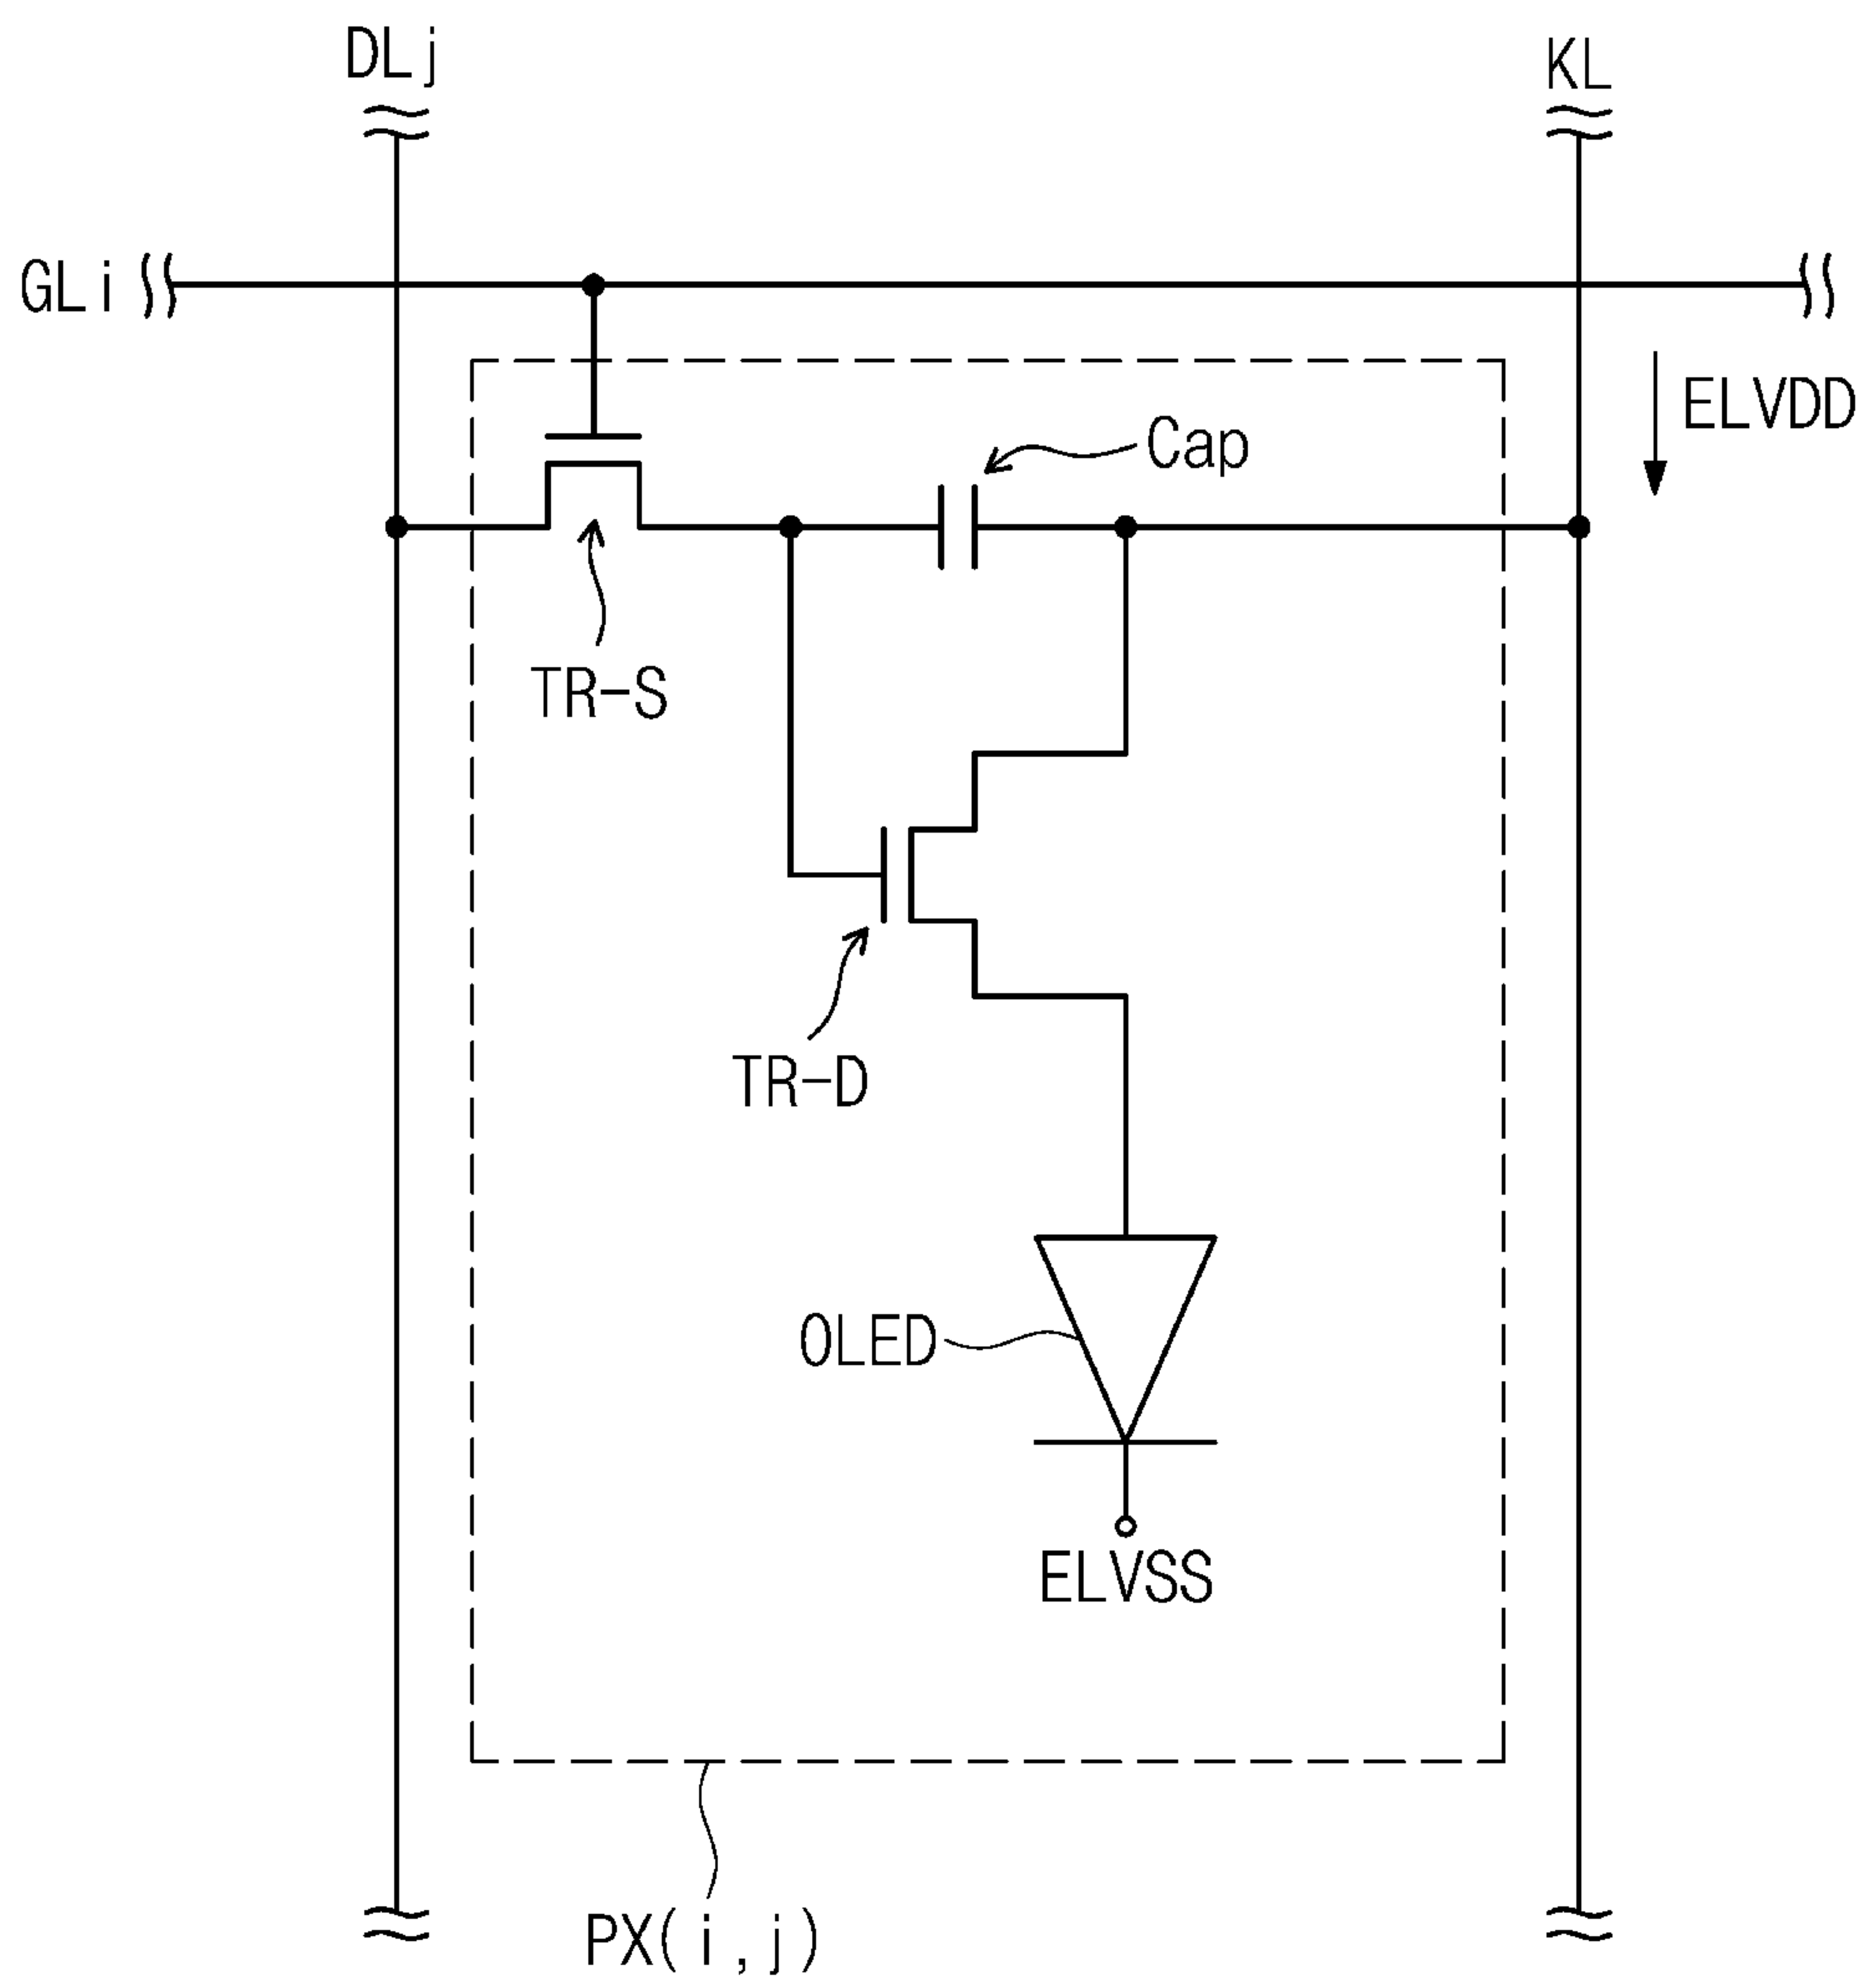 DLj
KL
GLi
ELVDD
Cap
TR-S
TR-D
OLED
ELVSS
PX(i,j)